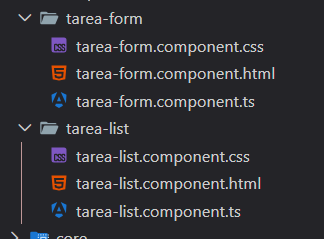 tarea-form
tarea-form.component.css
tarea-form.component.html
tarea-form.component.ts
tarea-list
tarea-list.component.css
tarea-list.component.html
tarea-list.component.ts
core